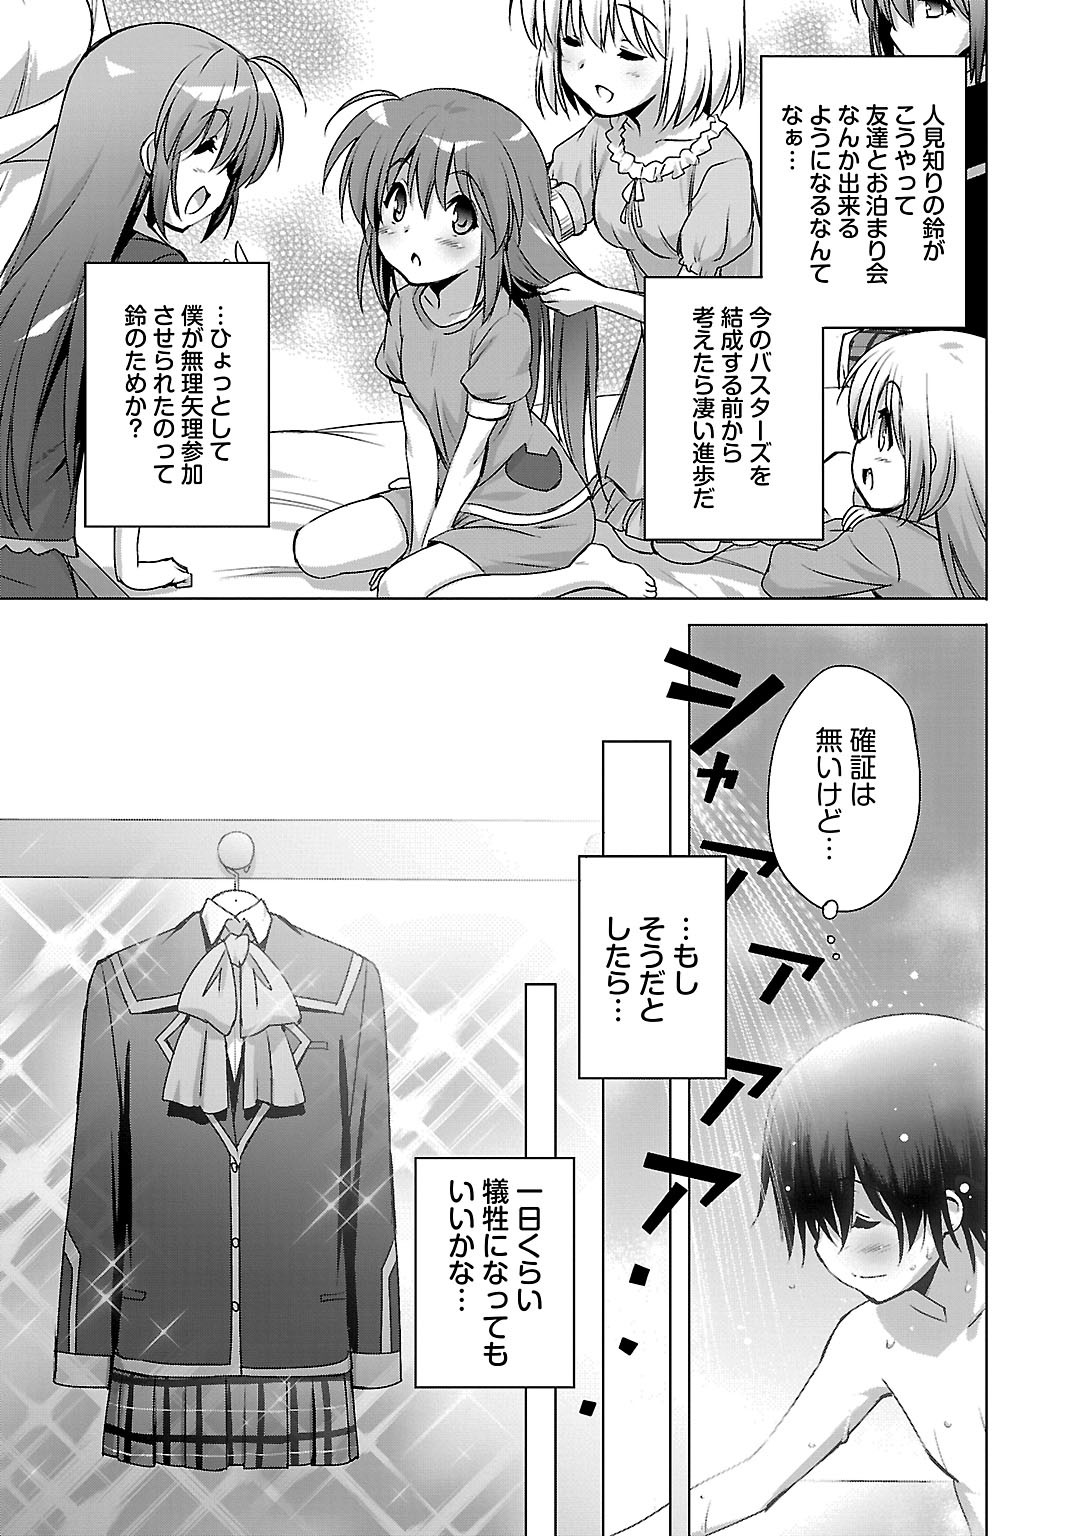 人見知りの鈴が
こうやって
友達とお泊まり会
なんか出来る
ようになるなんて
なぁ…
今のバスターズを
結成する前から
考えたら凄い進歩だ
…ひょっとして
僕が無理矢理参加
させられたのって
鈴のためか?
確証は
無いけど…
シャアアアア…
…もし
そうだと
したら…
一日くらい
犠牲になっても
いいかな…